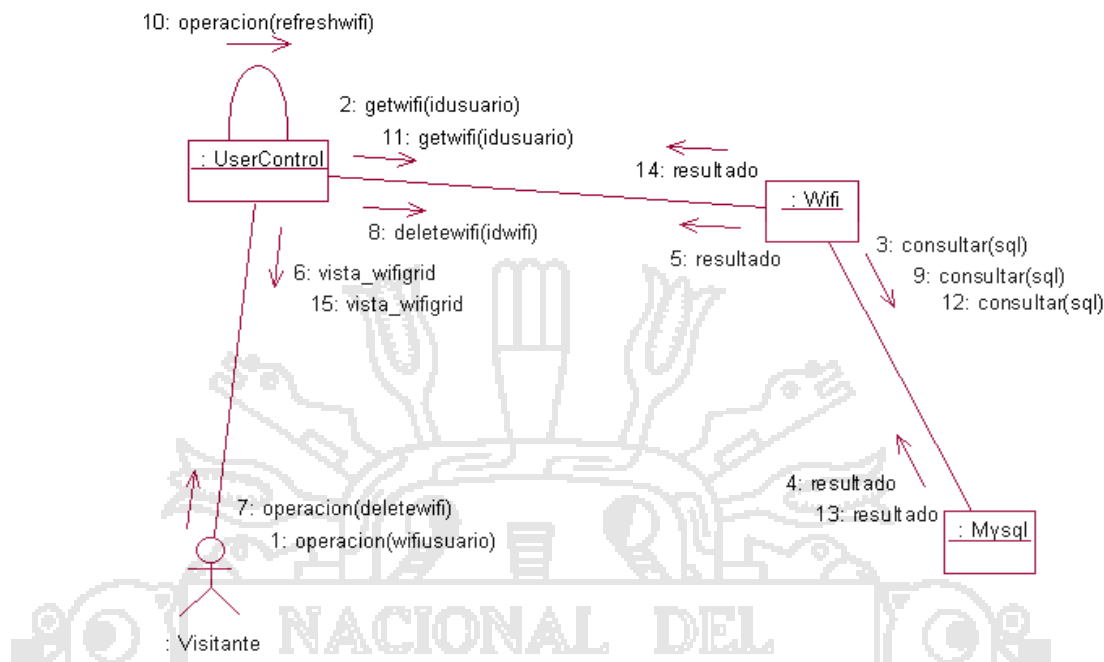 10: operacion(refreshwifi)
2: getwifi(idusuario)
11: getwifi(idusuario)
: UserControl
14: resultado
: Wifi
8: deletewifi(idwifi)
5: resultado
3: consultar(sql)
9: consultar(sql)
12: consultar(sql)
6: vista_wifigrid
15: vista_wifigrid
4: resultado
13: resultado
7: operacion(deletewifi)
1: operacion(wifiusuario)
: Mysql
: Visitante
NACIONAL DEL